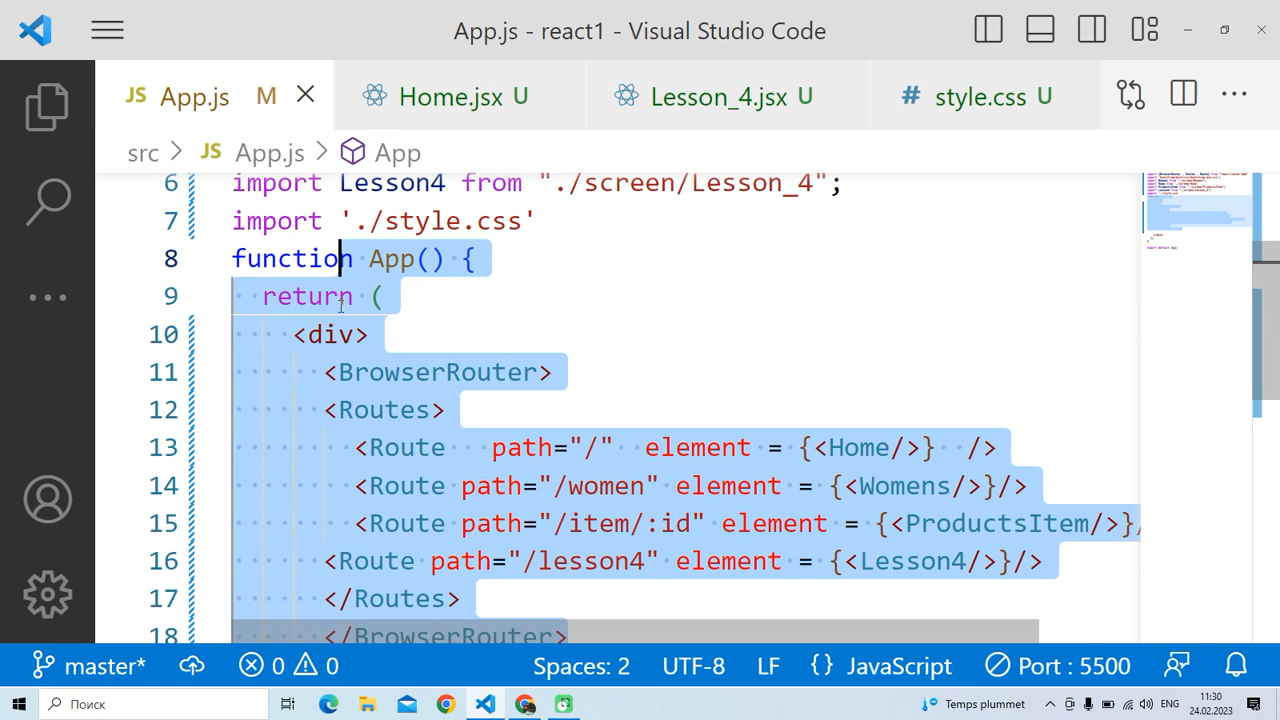 App.js - react1 - Visual Studio Code
JS App.js M
Home.jsx U
Lesson_4.jsx U
# style.css U
src > JS App.js > App
6 import Lesson4 from "./screen/Lesson_4";
7 import './style.css'
8 function App() {
9 return (
10 <div>
11 <BrowserRouter>
12 <Routes>
13 <Route   path="/"  element = {<Home/>}  />
14 <Route path="/women" element = {<Womens/>}/>
15 <Route path="/item/:id" element = {<ProductsItem/>}/
16 <Route path="/lesson4" element = {<Lesson4/>}/>
17 </Routes>
18 </BrowserRouter>
master* 0 0 Spaces: 2 UTF-8 LF {} JavaScript Port : 5500
Поиск
Temps plummet
ENG
11:30
24.02.2023